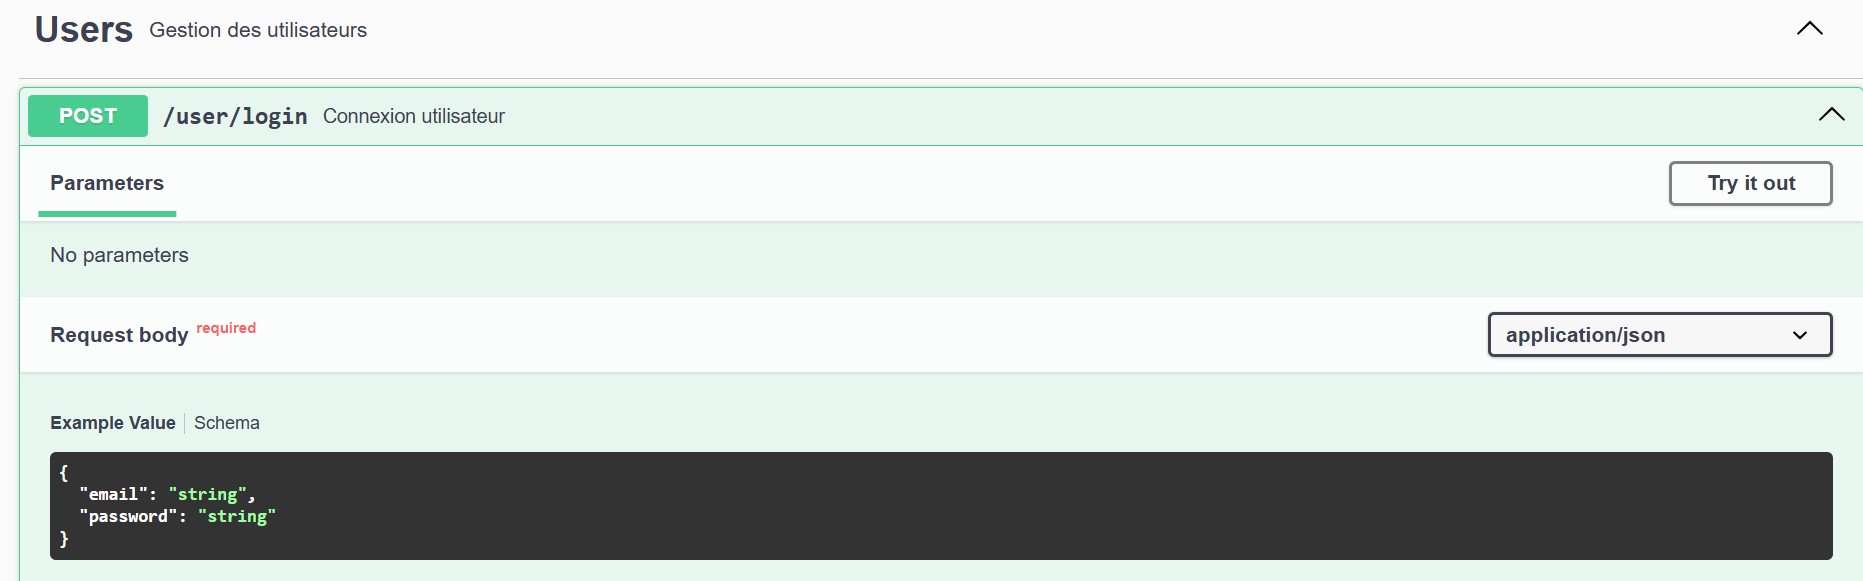 Users Gestion des utilisateurs
POST /user/login Connexion utilisateur
Parameters Try it out
No parameters
Request body required application/json
Example Value Schema
{
"email": "string",
"password": "string"
}